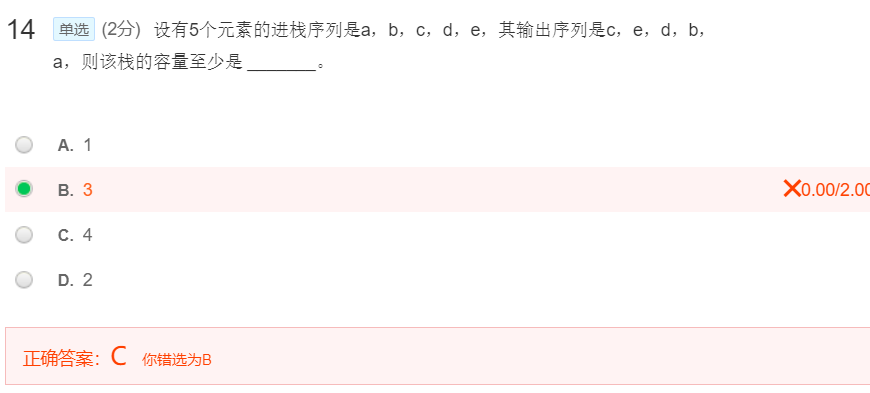 14 单选 (2分) 设有5个元素的进栈序列是a，b，c，d，e，其输出序列是c，e，d，b，
a，则该栈的容量至少是 _______。
A. 1
B. 3 ×0.00/2.00
C. 4
D. 2
正确答案：C 你错选为B